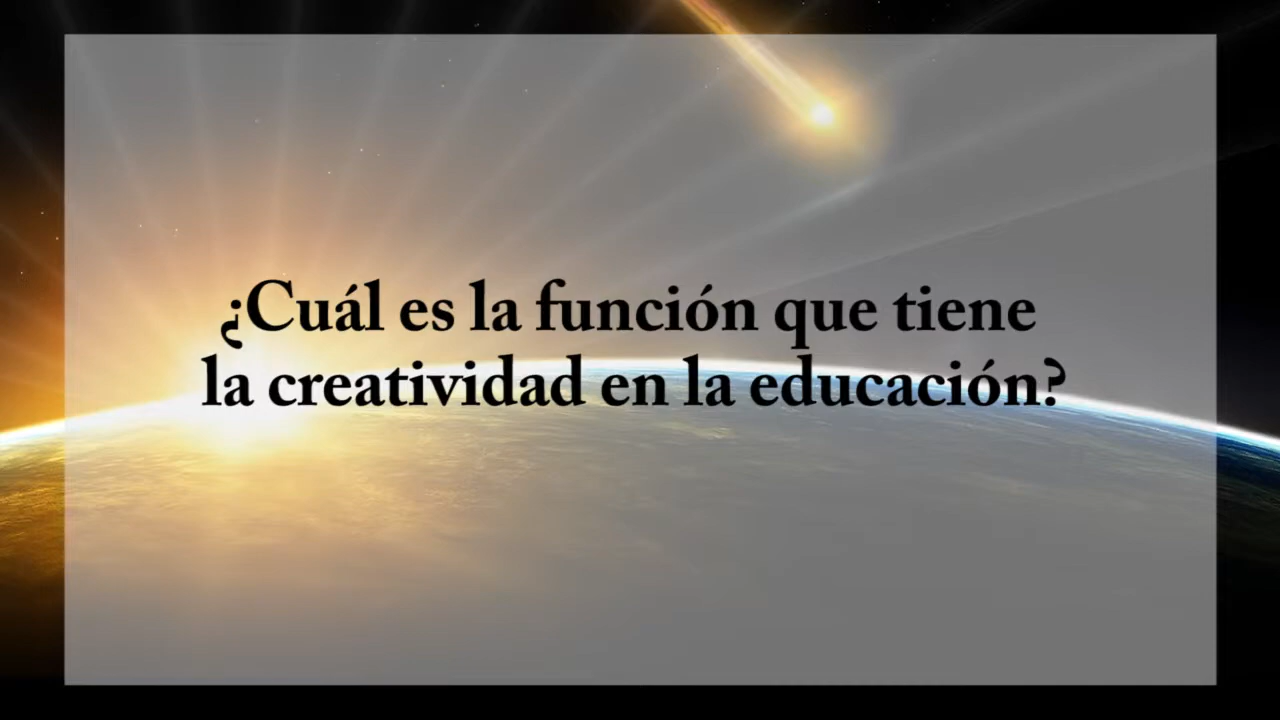 ¿Cuál es la función que tiene
la creatividad en la educación?